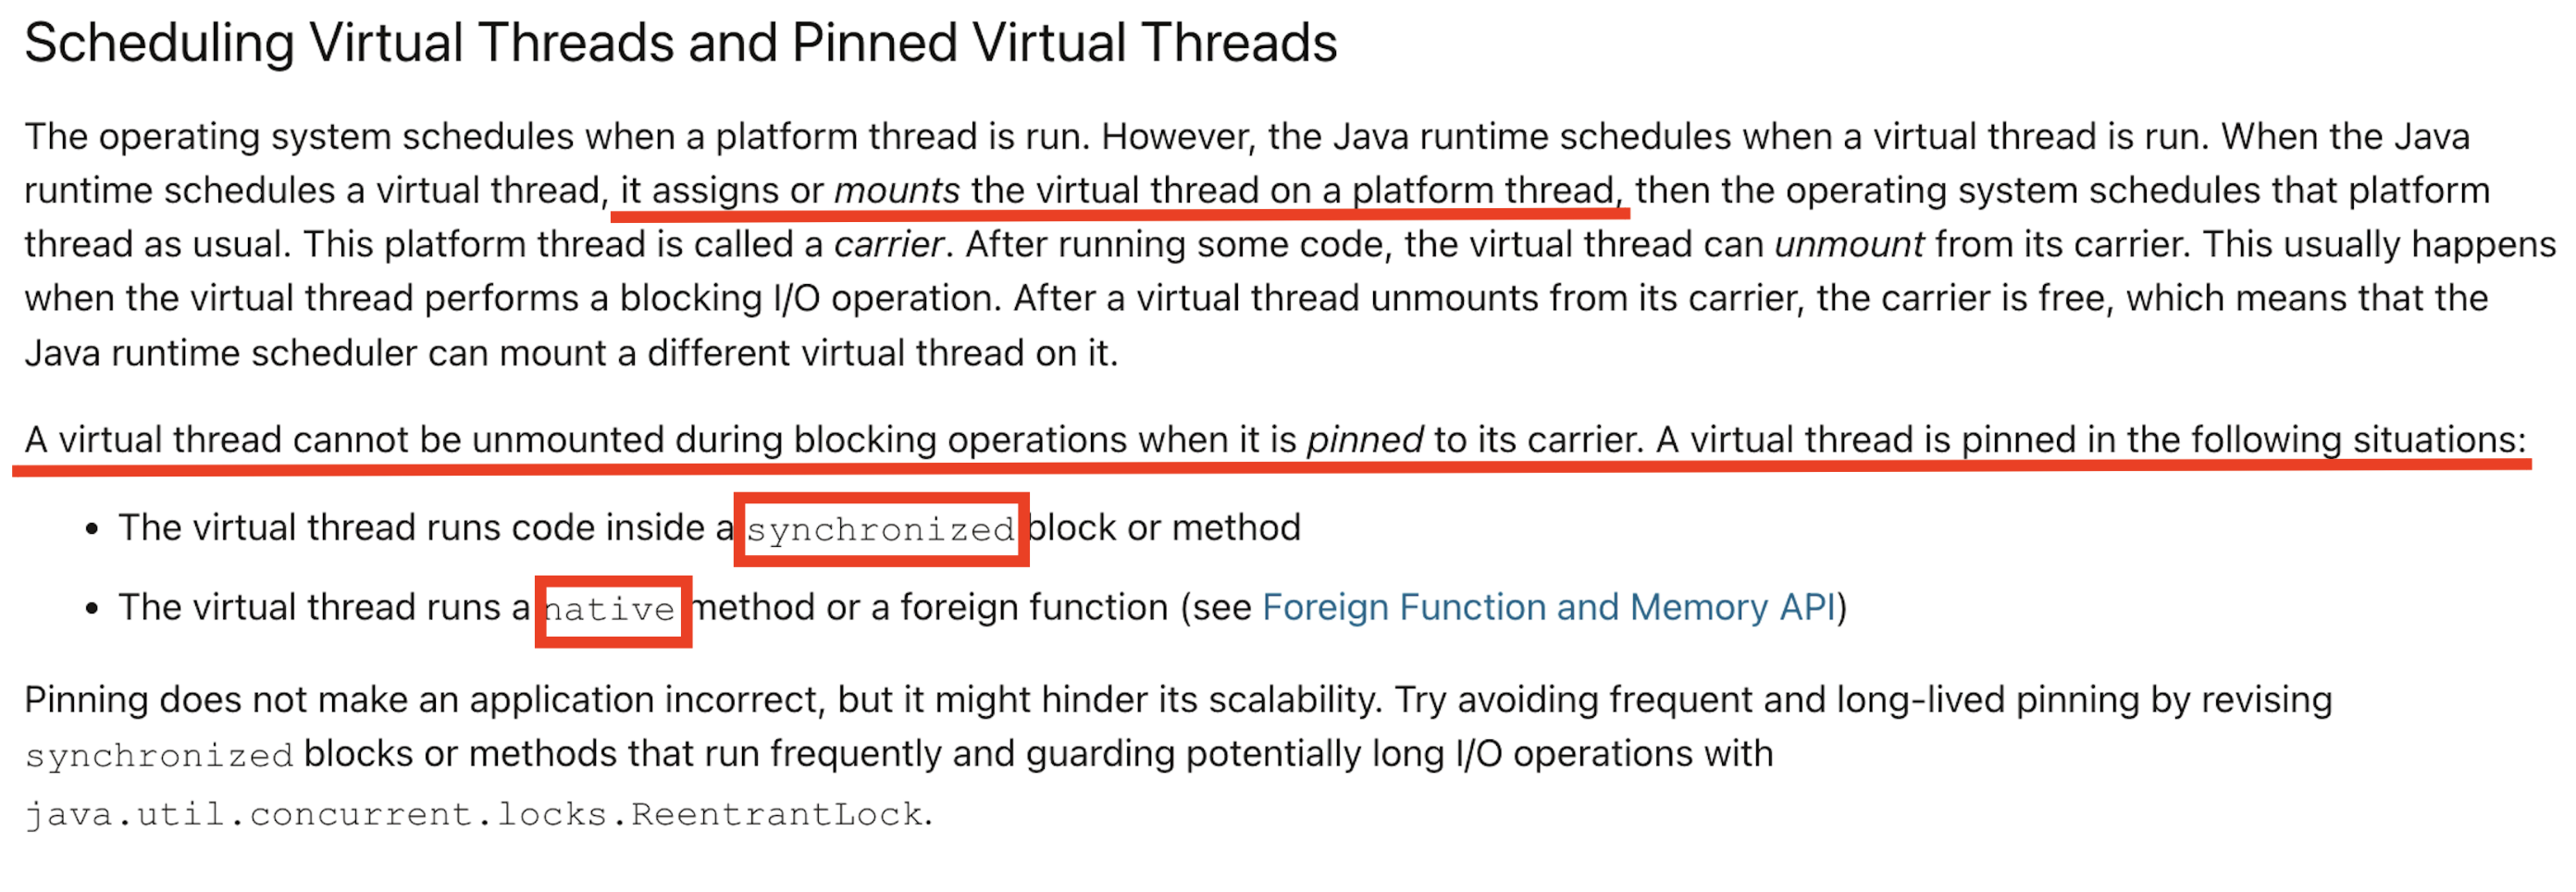 Scheduling Virtual Threads and Pinned Virtual Threads
The operating system schedules when a platform thread is run. However, the Java runtime schedules when a virtual thread is run. When the Java
runtime schedules a virtual thread, it assigns or mounts the virtual thread on a platform thread, then the operating system schedules that platform
thread as usual. This platform thread is called a carrier. After running some code, the virtual thread can unmount from its carrier. This usually happens
when the virtual thread performs a blocking I/O operation. After a virtual thread unmounts from its carrier, the carrier is free, which means that the
Java runtime scheduler can mount a different virtual thread on it.
A virtual thread cannot be unmounted during blocking operations when it is pinned to its carrier. A virtual thread is pinned in the following situations:
• The virtual thread runs code inside a synchronized block or method
• The virtual thread runs a native method or a foreign function (see Foreign Function and Memory API)
Pinning does not make an application incorrect, but it might hinder its scalability. Try avoiding frequent and long-lived pinning by revising
synchronized blocks or methods that run frequently and guarding potentially long I/O operations with
java.util.concurrent.locks.ReentrantLock.